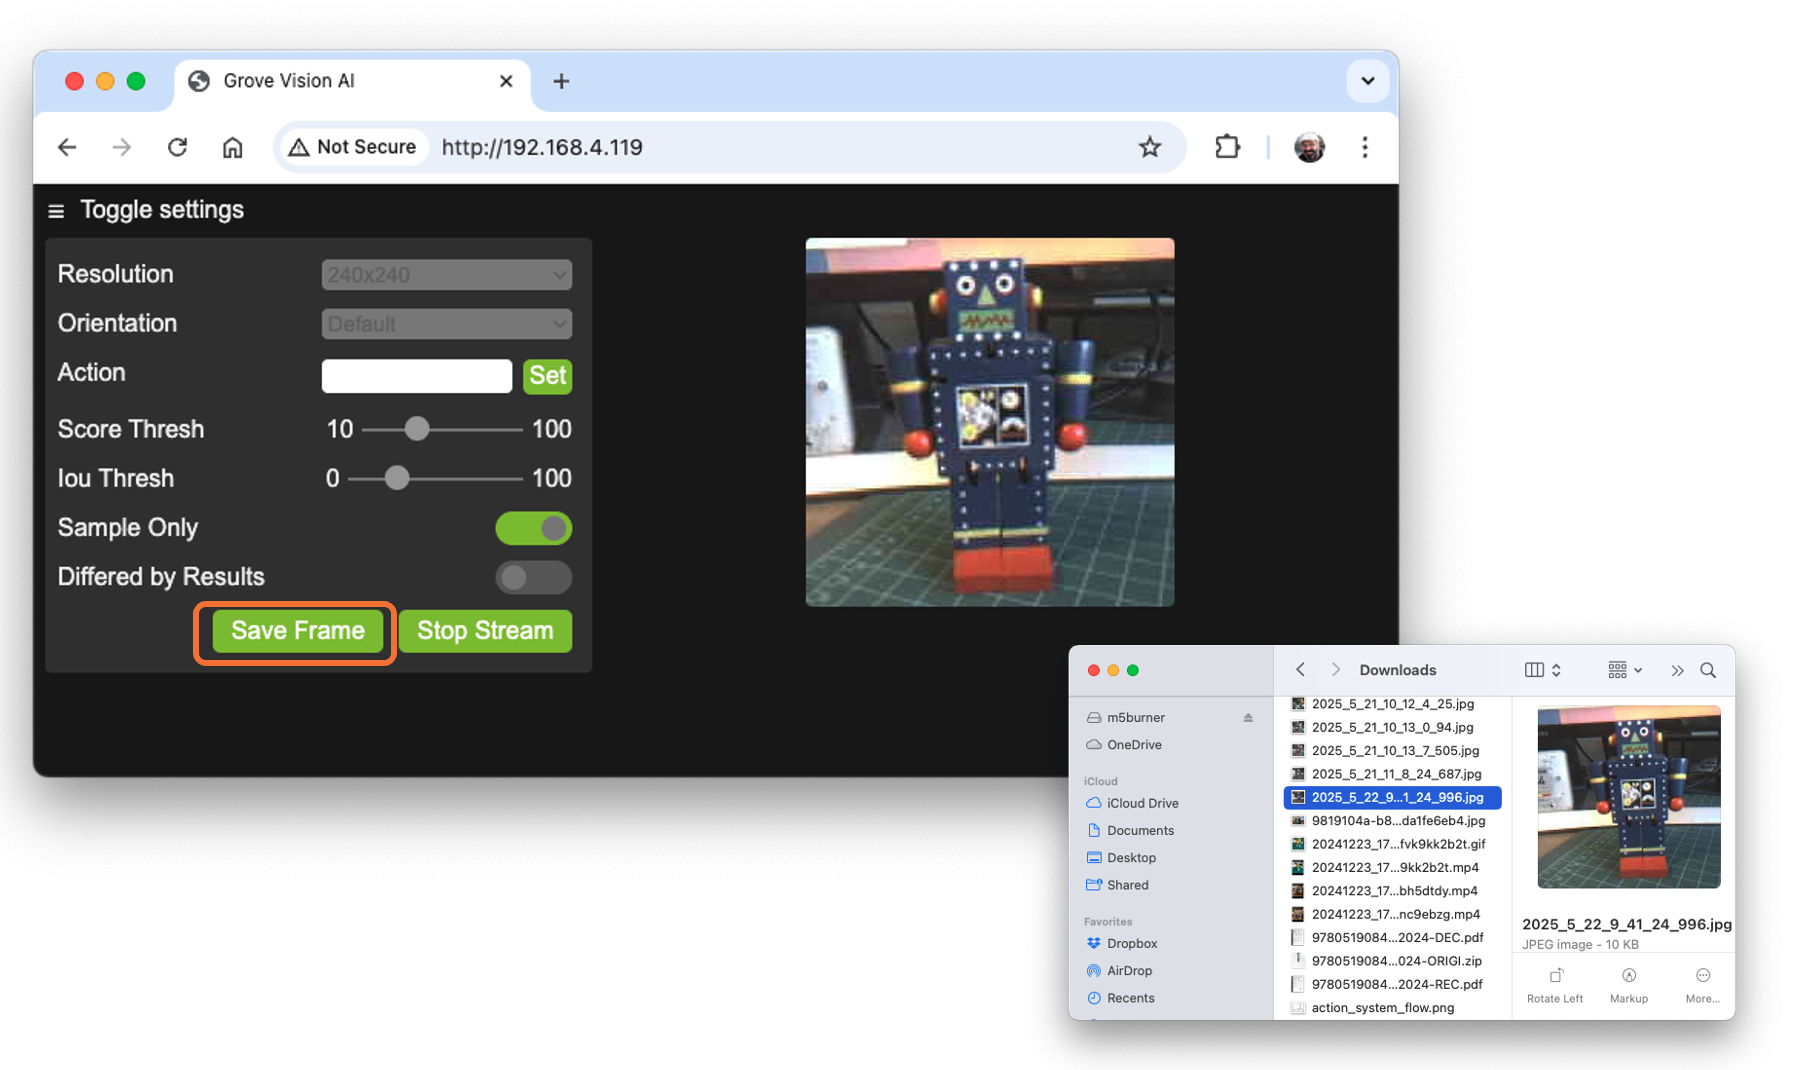 Grove Vision AI
Not Secure
http://192.168.4.119
Toggle settings
Resolution
240x240
Orientation
Default
Action
Set
Score Thresh
10
100
Iou Thresh
0
100
Sample Only
Differed by Results
Save Frame
Stop Stream
Downloads
m5burner
OneDrive
iCloud
iCloud Drive
Documents
Desktop
Shared
Favorites
Dropbox
AirDrop
Recents
2025_5_21_10_12_4_25.jpg
2025_5_21_10_13_0_94.jpg
2025_5_21_10_13_7_505.jpg
2025_5_21_11_8_24_687.jpg
2025_5_22_9...1_24_996.jpg
9819104a-b8...da1fe6eb4.jpg
20241223_17...fvk9kk2b2t.gif
20241223_17...9kk2b2t.mp4
20241223_17...bh5dtdy.mp4
20241223_17...nc9ebzg.mp4
9780519084...2024-DEC.pdf
9780519084...024-ORIGI.zip
9780519084...2024-REC.pdf
action_system_flow.png
2025_5_22_9_41_24_996.jpg
JPEG image - 10 KB
Rotate Left
Markup
More...